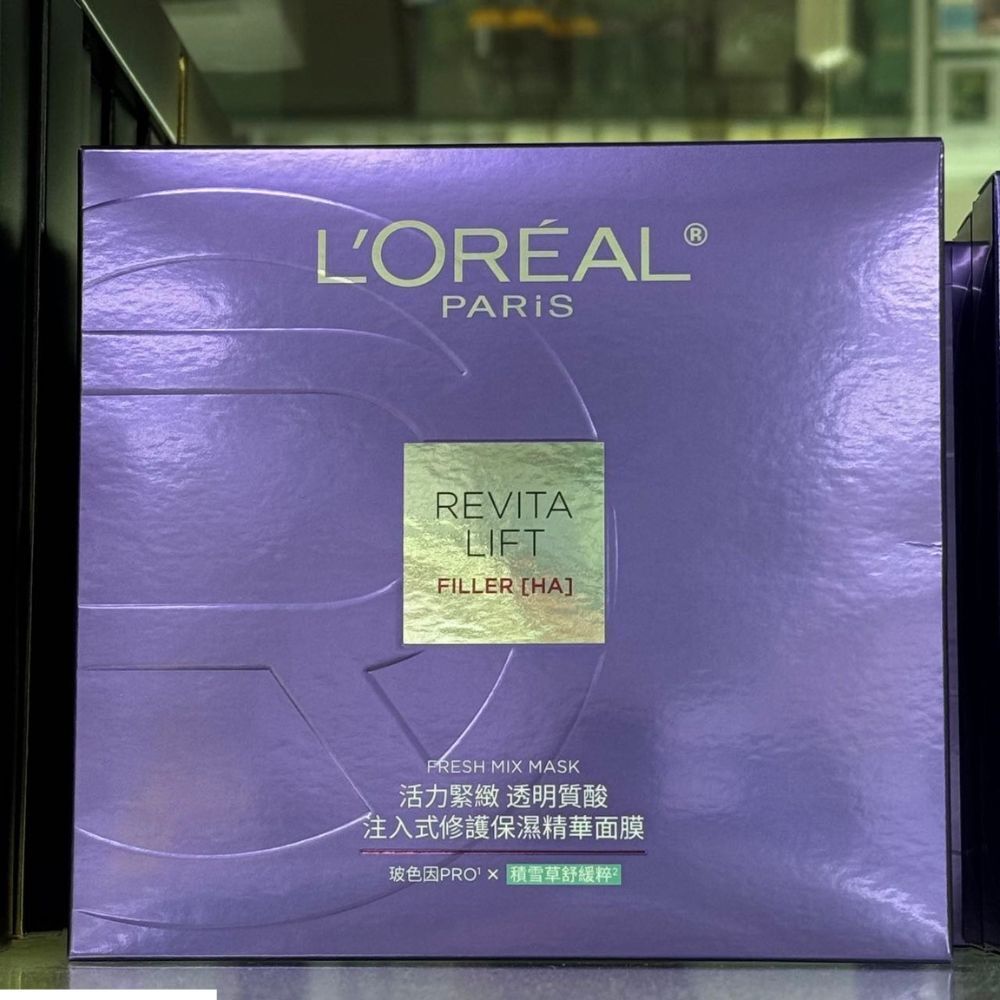 L'ORÉAL®
PARiS
REVITA
LIFT
FILLER [HA]
FRESH MIX MASK
活力緊緻 透明質酸
注入式修護保濕精華面膜
玻色因PRO¹ × 積雪草舒緩粹²